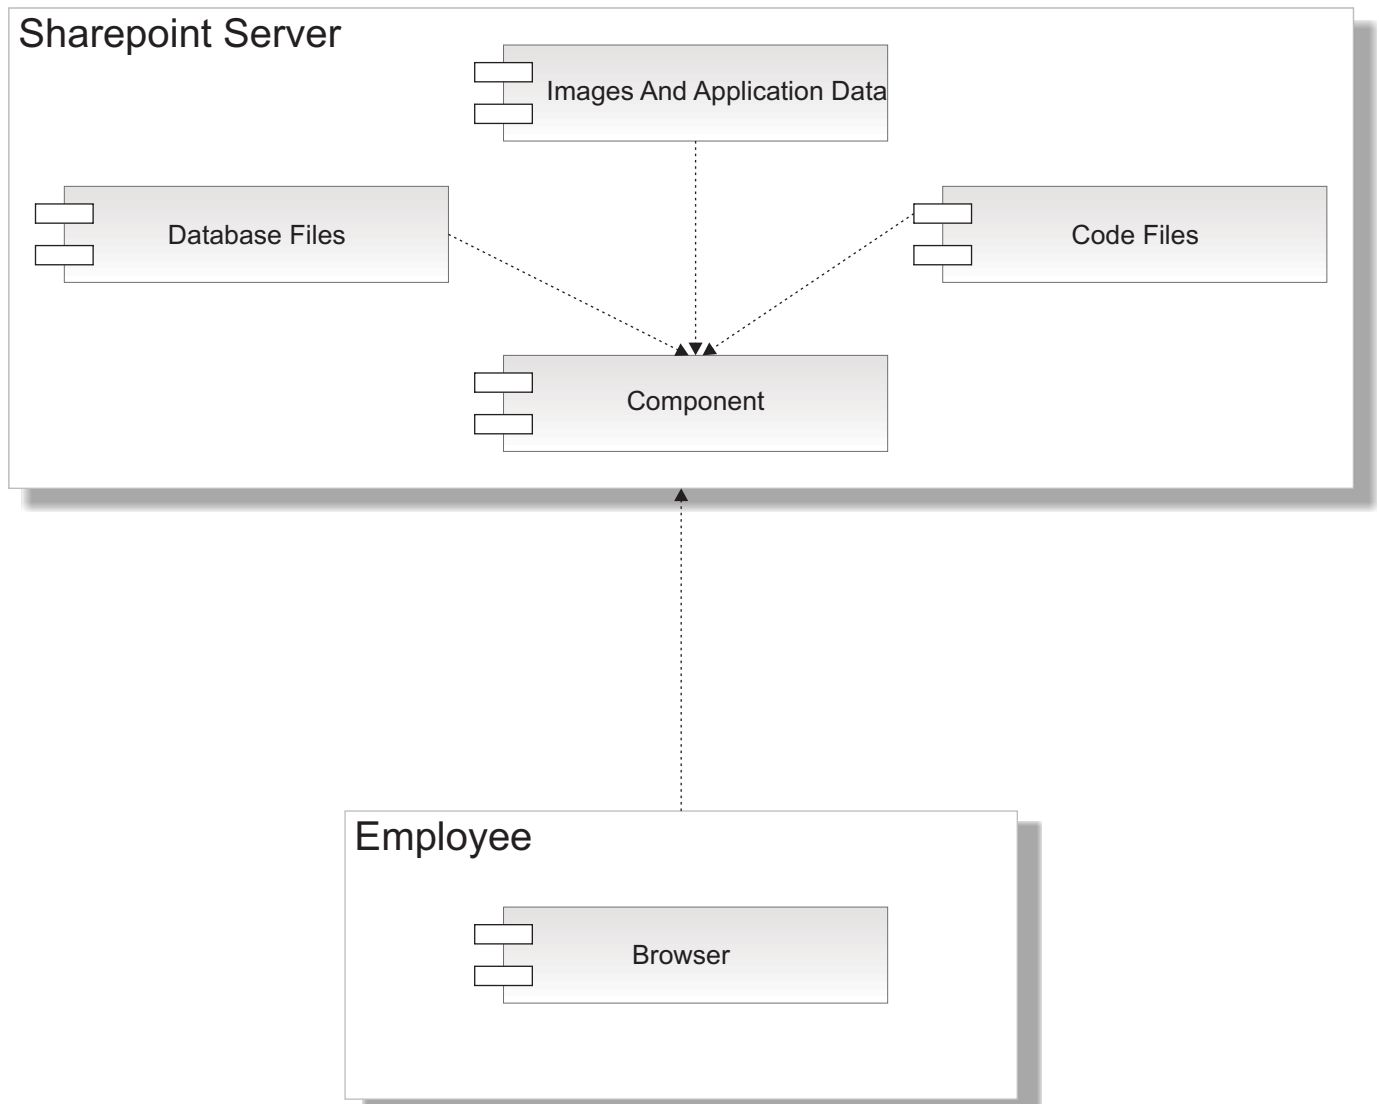 Sharepoint Server
Images And Application Data
Database Files
Code Files
Component
Employee
Browser